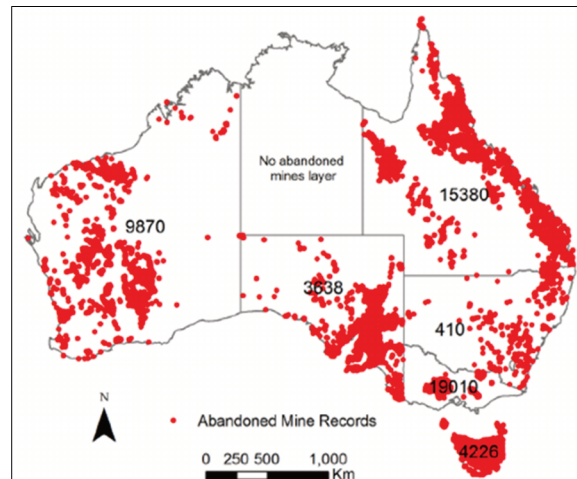 No abandoned
mines layer
15380
9870
3638
410
19010
N
Abandoned Mine Records
4226
0 250 500 1,000
Km